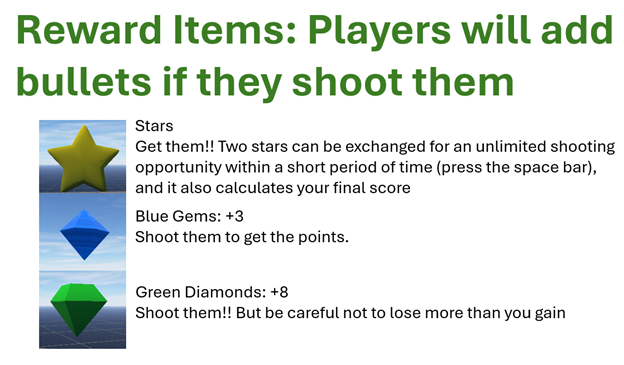 Reward Items: Players will add
bullets if they shoot them
Stars
Get them!! Two stars can be exchanged for an unlimited shooting
opportunity within a short period of time (press the space bar),
and it also calculates your final score
Blue Gems: +3
Shoot them to get the points.
Green Diamonds: +8
Shoot them!! But be careful not to lose more than you gain